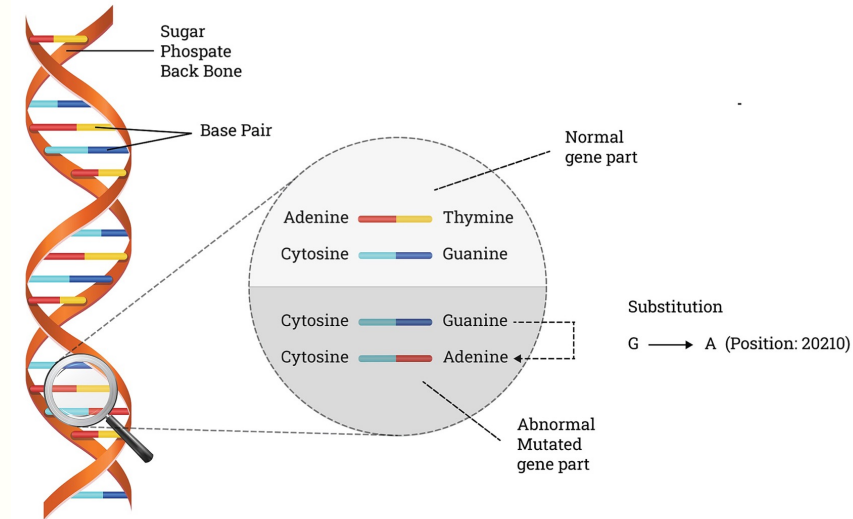 Sugar
Phospate
Back Bone
Base Pair
Normal
gene part
Adenine Thymine
Cytosine Guanine
Cytosine Guanine
Cytosine Adenine
Substitution
G A (Position: 20210)
Abnormal
Mutated
gene part